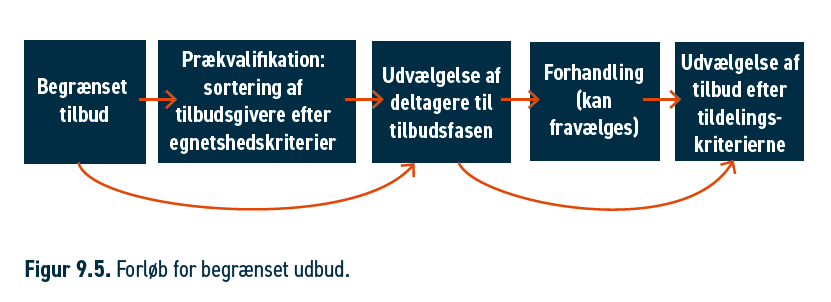 Begrænset
tilbud
Prækvalifikation:
sortering af
tilbudsgivere efter
egnethedskriterier
Udvælgelse af
deltagere til
tilbudsfasen
Forhandling
(kan
fravælges)
Udvælgelse af
tilbud efter
tildelings-
kriterierne
Figur 9.5. Forløb for begrænset udbud.